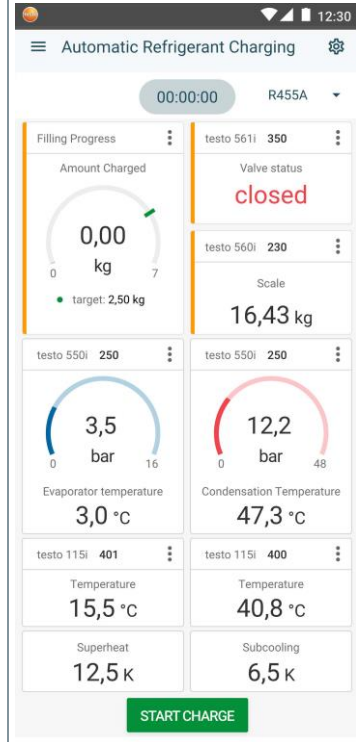 12:30
Automatic Refrigerant Charging
00:00:00
R455A
Filling Progress
Amount Charged
0,00
kg
0
7
target: 2,50 kg
testo 561i 350
Valve status
closed
testo 560i 230
Scale
16,43 kg
testo 550i 250
3,5
bar
0
16
Evaporator temperature
3,0 °C
testo 550i 250
12,2
bar
0
48
Condensation Temperature
47,3 °C
testo 115i 401
Temperature
15,5 °C
testo 115i 400
Temperature
40,8 °C
Superheat
12,5 K
Subcooling
6,5 K
START CHARGE